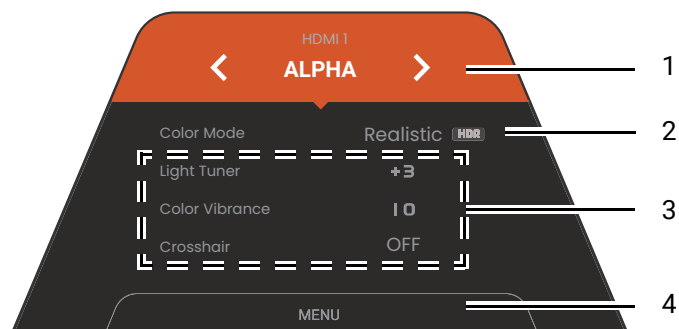 HDMI 1
ALPHA
1
Color Mode Realistic HDR 2
Light Tuner +3
Color Vibrance 10 3
Crosshair OFF
MENU 4